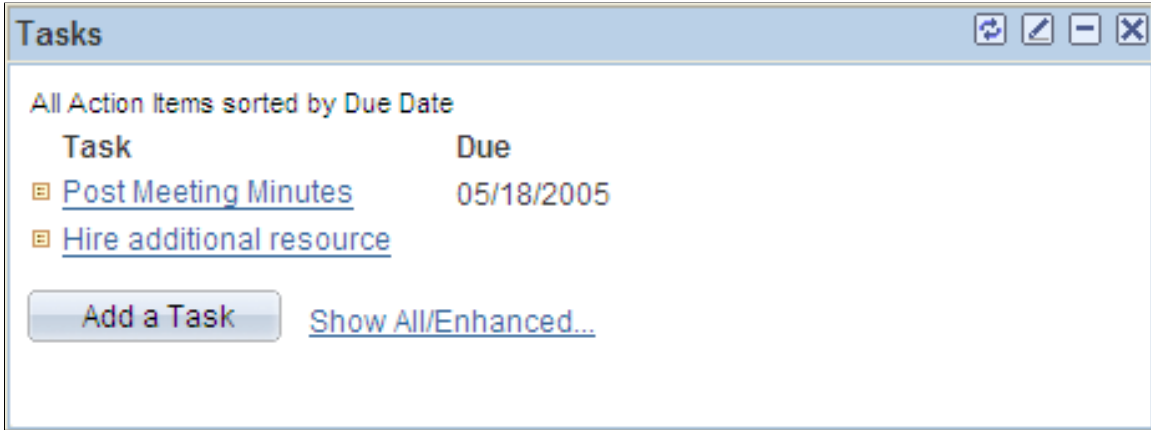 Tasks
All Action Items sorted by Due Date
Task Due
Post Meeting Minutes 05/18/2005
Hire additional resource
Add a Task Show All/Enhanced...